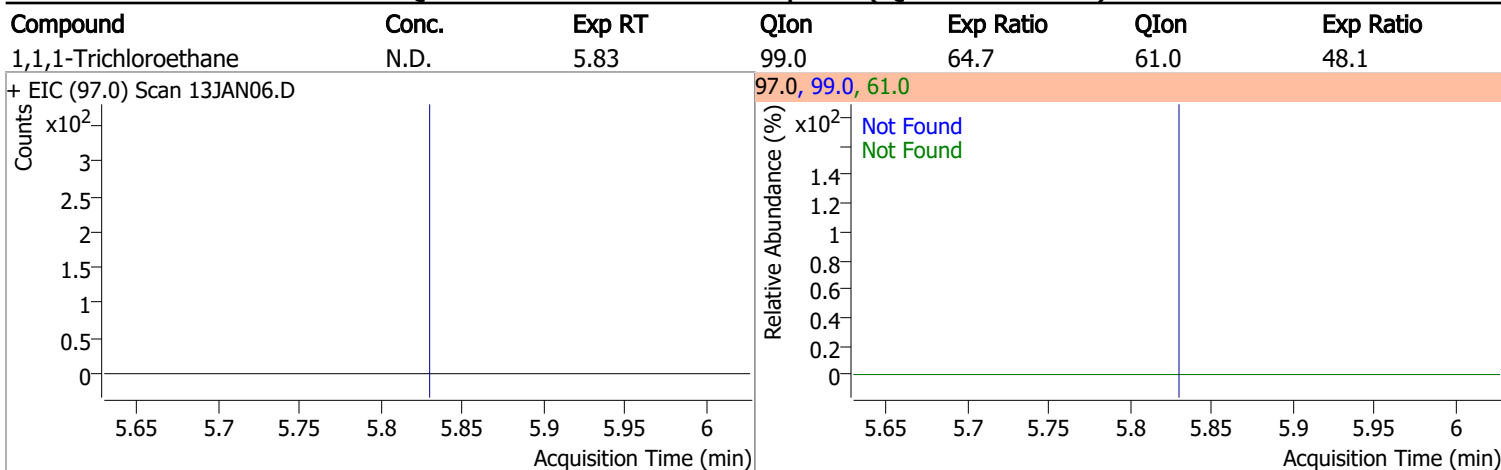 Compound Conc. Exp RT QIon Exp Ratio QIon Exp Ratio
1,1,1-Trichloroethane N.D. 5.83 99.0 64.7 61.0 48.1
+ EIC (97.0) Scan 13JAN06.D
Counts
x10²
3
2.5
2
1.5
1
0.5
0
5.65 5.7 5.75 5.8 5.85 5.9 5.95 6
Acquisition Time (min)
97.0, 99.0, 61.0
Relative Abundance (%)
x10²
Not Found
Not Found
1.4
1.2
1
0.8
0.6
0.4
0.2
0
5.65 5.7 5.75 5.8 5.85 5.9 5.95 6
Acquisition Time (min)